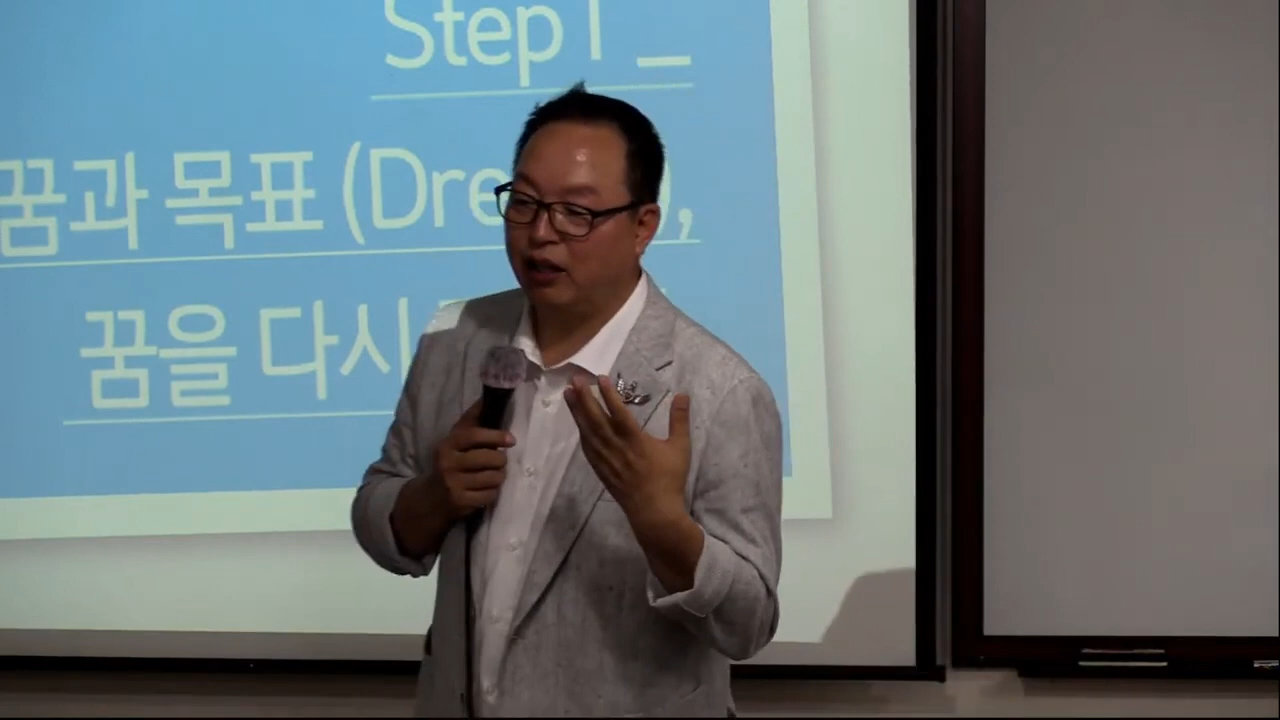 Step 1 _
꿈과 목표 (Dre ),
꿈을 다시